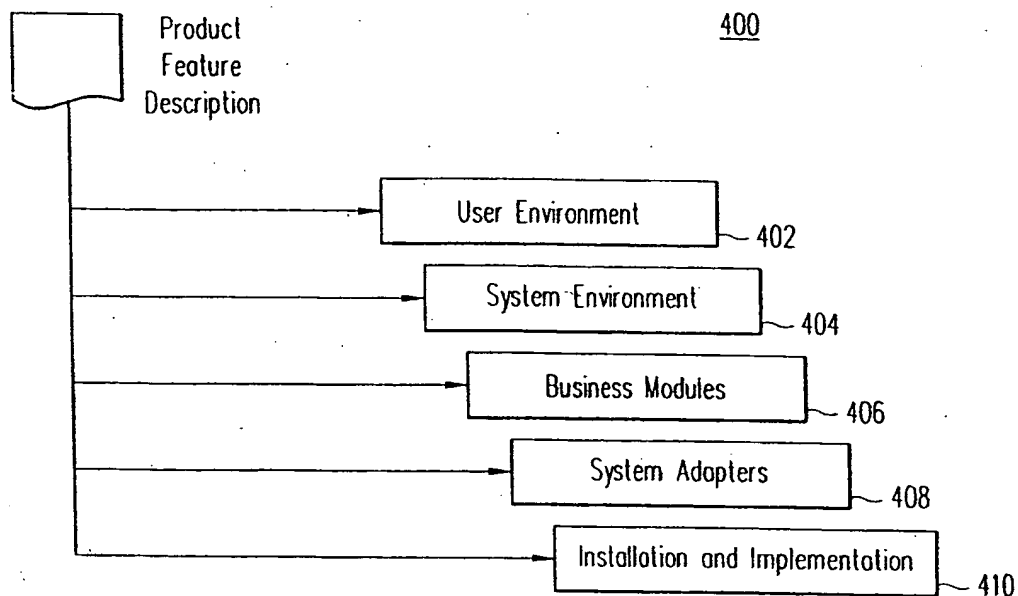 Product
Feature
Description
400
User Environment
402
System Environment
404
Business Modules
406
System Adopters
408
Installation and Implementation
410